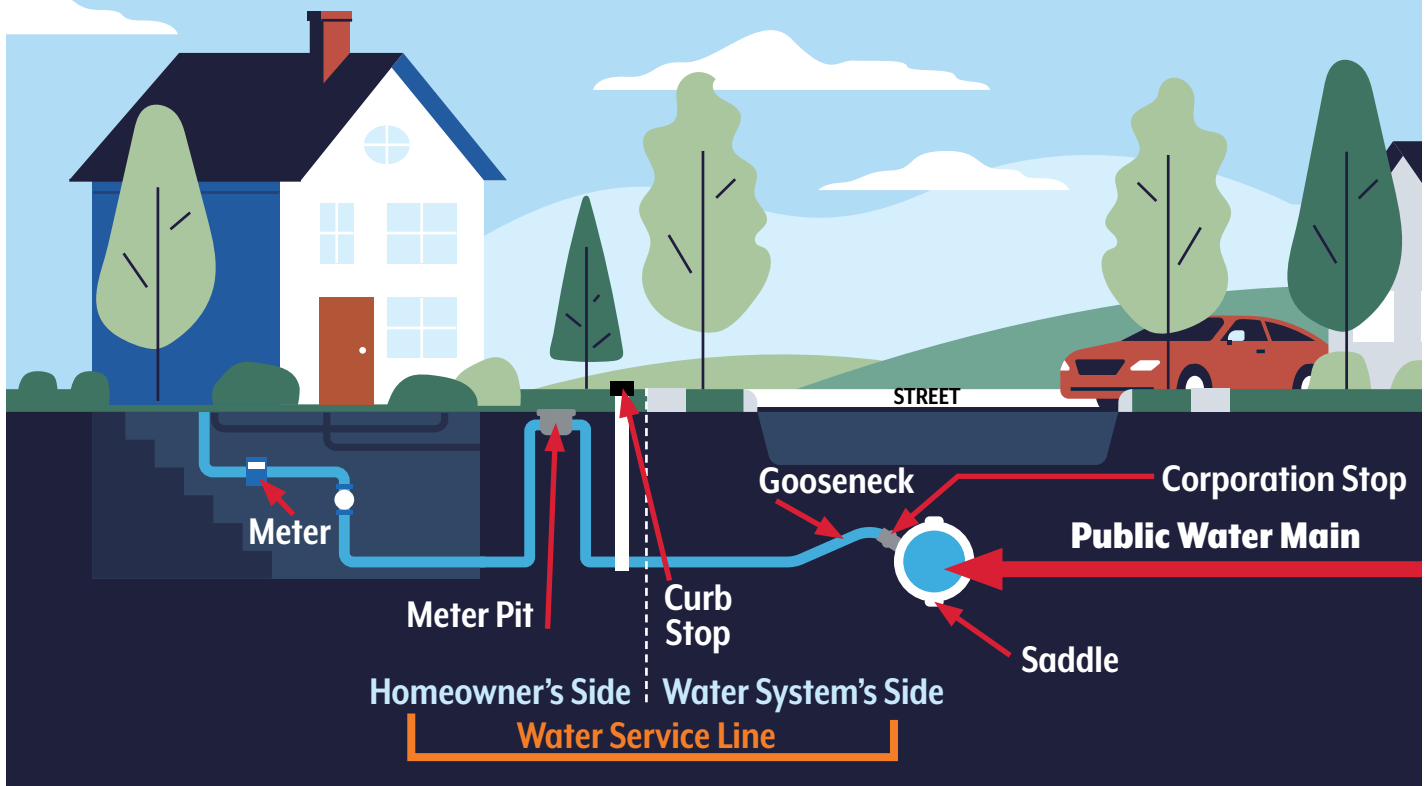 STREET
Gooseneck
Corporation Stop
Meter
Public Water Main
Meter Pit
Curb
Stop
Saddle
Homeowner’s Side
Water System’s Side
Water Service Line